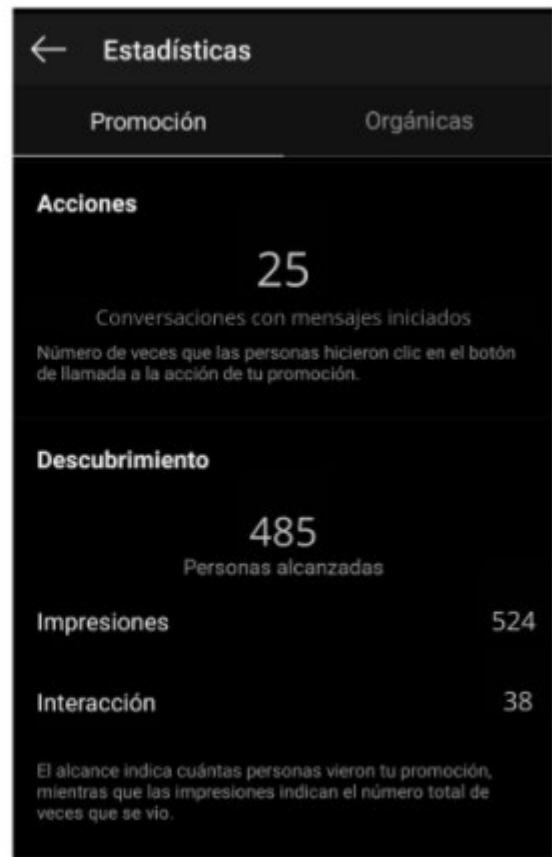 Estadísticas
Promoción Orgánicas
Acciones
25
Conversaciones con mensajes iniciados
Número de veces que las personas hicieron clic en el botón
de llamada a la acción de tu promoción.
Descubrimiento
485
Personas alcanzadas
Impresiones 524
Interacción 38
El alcance indica cuántas personas vieron tu promoción,
mientras que las impresiones indican el número total de
veces que se vio.